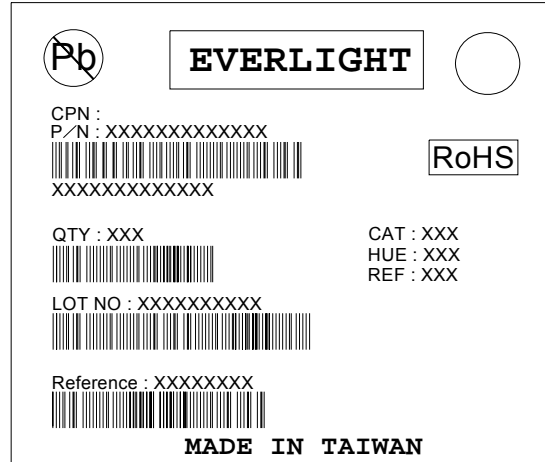 Pb
EVERLIGHT
CPN :
P/N : XXXXXXXXXXXXX
RoHS
XXXXXXXXXXXXX
QTY : XXX
CAT : XXX
HUE : XXX
REF : XXX
LOT NO : XXXXXXXXXX
Reference : XXXXXXXX
MADE IN TAIWAN